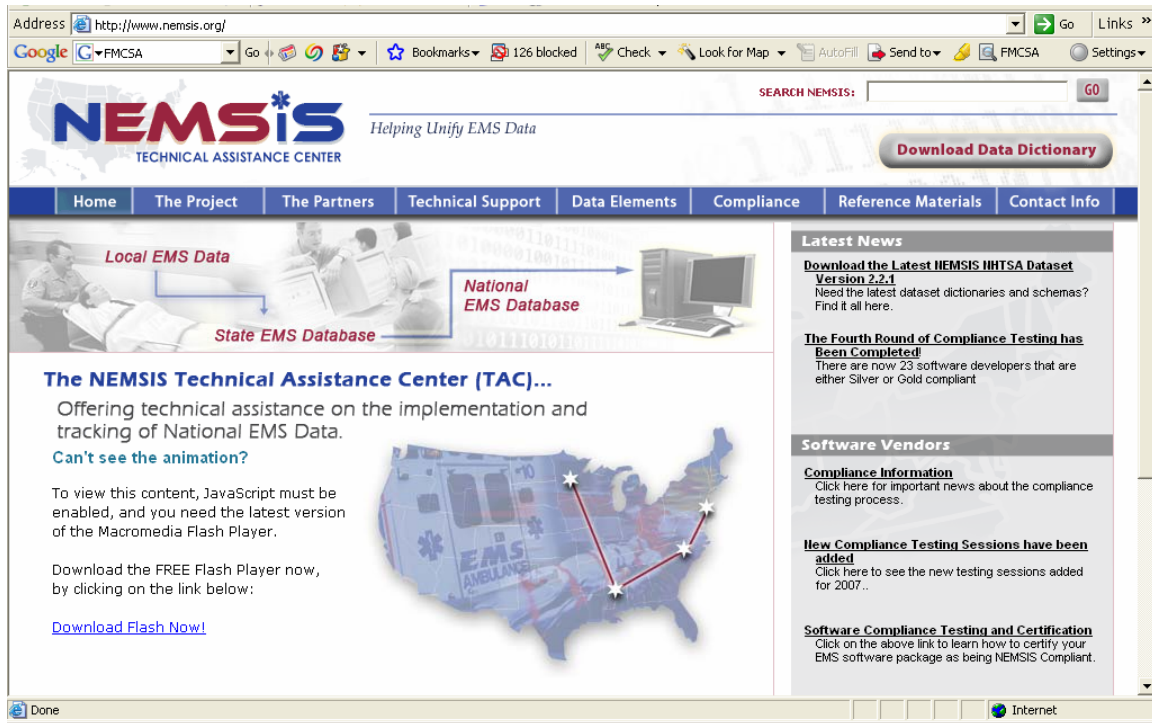 Address http://www.nemsis.org/ Go Links »
Google G FMCSA Go Bookmarks 126 blocked ABC Check Look for Map AutoFill Send to FMCSA Settings
NEMSIS
TECHNICAL ASSISTANCE CENTER
Helping Unify EMS Data
SEARCH NEMSIS: GO
Download Data Dictionary
Home The Project The Partners Technical Support Data Elements Compliance Reference Materials Contact Info
Local EMS Data
State EMS Database
National
EMS Database
The NEMSIS Technical Assistance Center (TAC)...
Offering technical assistance on the implementation and
tracking of National EMS Data.
Can't see the animation?
To view this content, JavaScript must be
enabled, and you need the latest version
of the Macromedia Flash Player.
Download the FREE Flash Player now,
by clicking on the link below:
Download Flash Now!
EMS
AMBULANCE
Latest News
Download the Latest NEMSIS NHTSA Dataset
Version 2.2.1
Need the latest dataset dictionaries and schemas?
Find it all here.
The Fourth Round of Compliance Testing has
Been Completed!
There are now 23 software developers that are
either Silver or Gold compliant
Software Vendors
Compliance Information
Click here for important news about the compliance
testing process.
New Compliance Testing Sessions have been
added
Click here to see the new testing sessions added
for 2007..
Software Compliance Testing and Certification
Click on the above link to learn how to certify your
EMS software package as being NEMSIS Compliant.
Done Internet